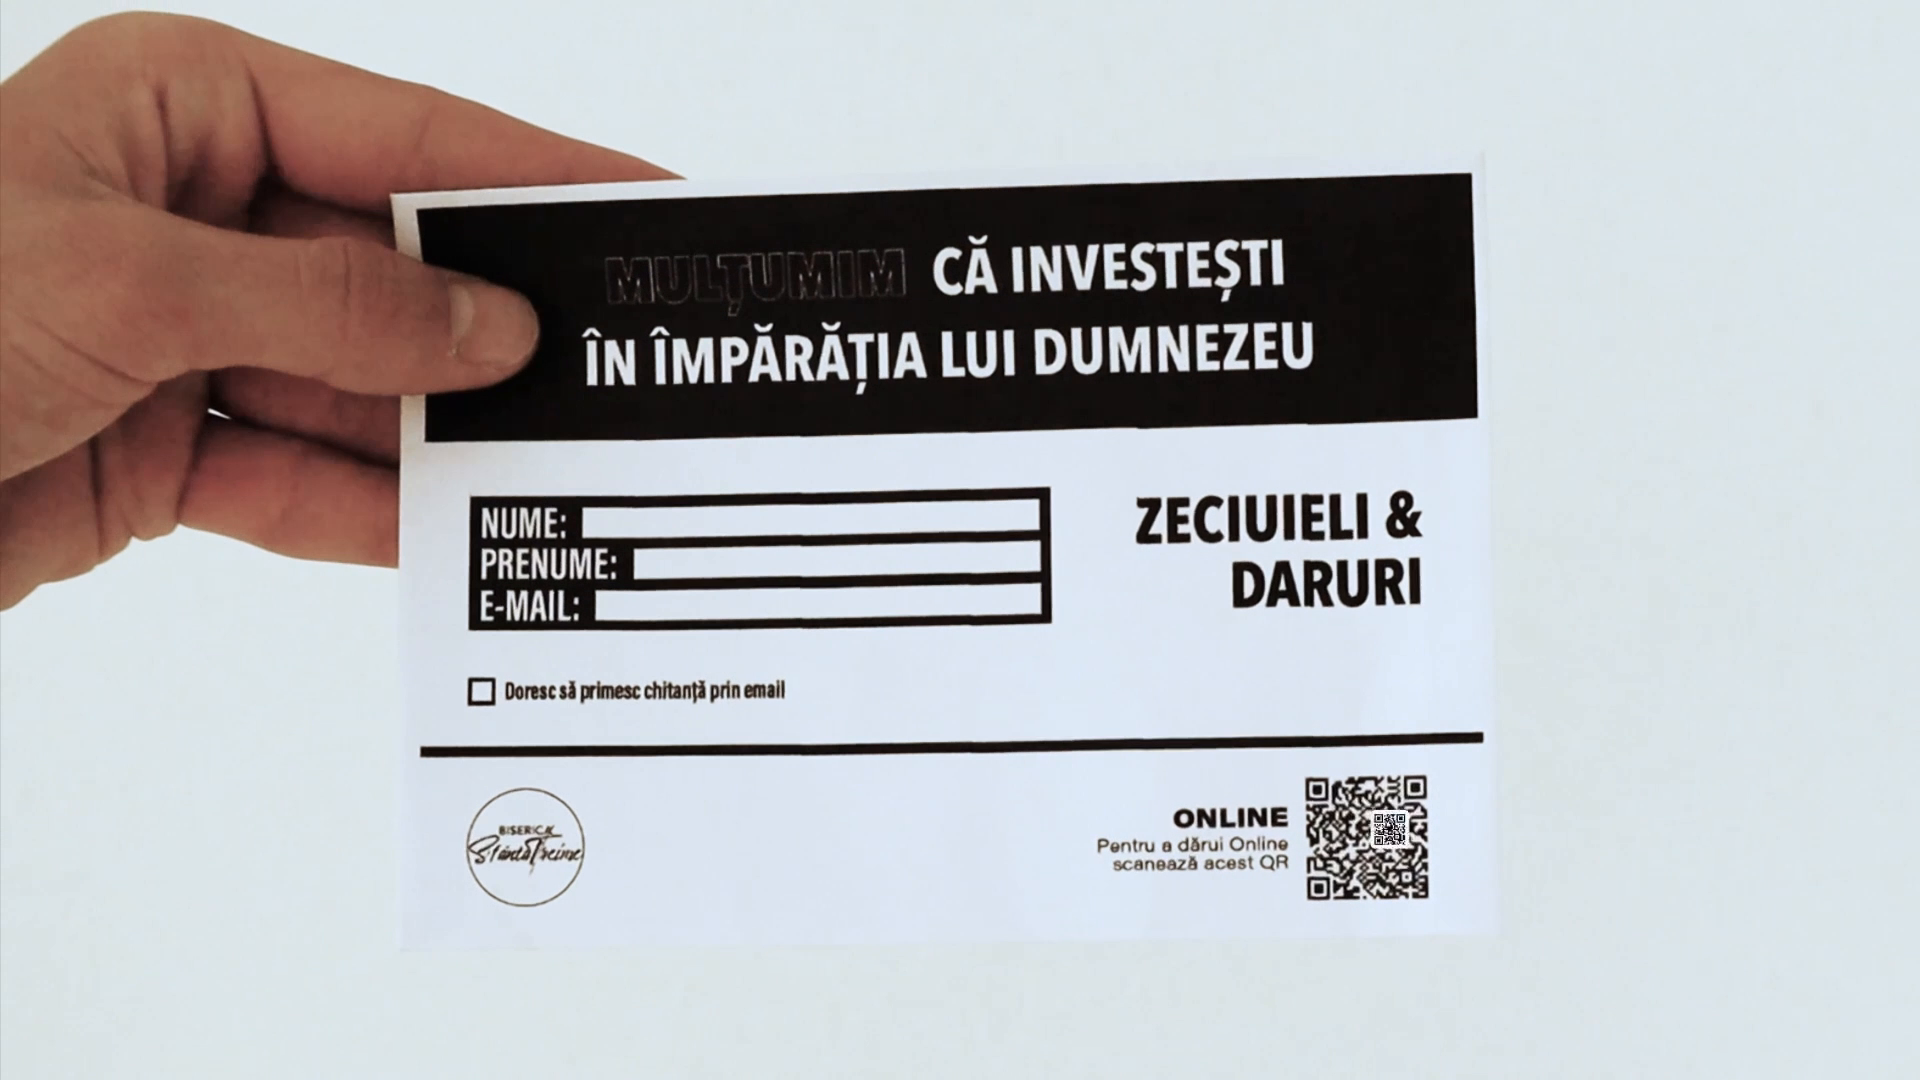 MULȚUMIM CĂ INVESTEȘTI
ÎN ÎMPĂRĂȚIA LUI DUMNEZEU
NUME:
PRENUME:
E-MAIL:
ZECIUIELI &
DARURI
Doresc să primesc chitanță prin email
BISERICA
Sfânta Treime
ONLINE
Pentru a dărui Online
scanează acest QR